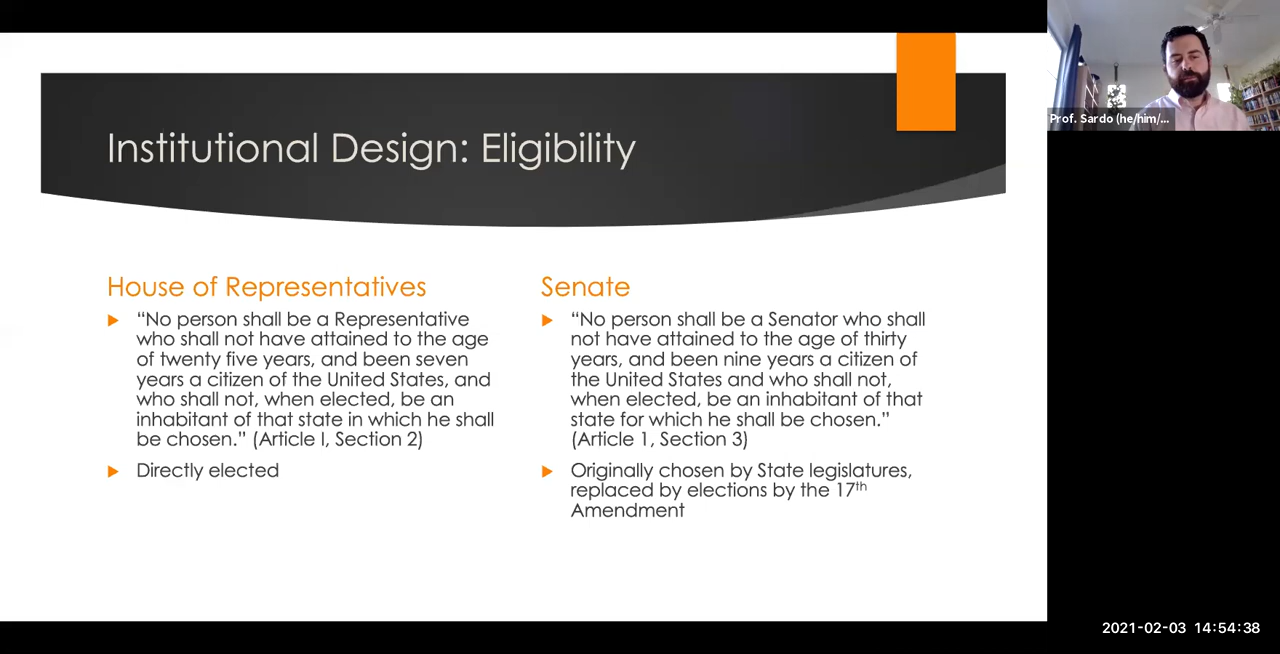 Institutional Design: Eligibility
House of Representatives
“No person shall be a Representative
who shall not have attained to the age
of twenty five years, and been seven
years a citizen of the United States, and
who shall not, when elected, be an
inhabitant of that state in which he shall
be chosen.” (Article I, Section 2)
Directly elected
Senate
“No person shall be a Senator who shall
not have attained to the age of thirty
years, and been nine years a citizen of
the United States and who shall not,
when elected, be an inhabitant of that
state for which he shall be chosen.”
(Article 1, Section 3)
Originally chosen by State legislatures,
replaced by elections by the 17th
Amendment
Prof. Sardo (he/him/...
2021-02-03 14:54:38